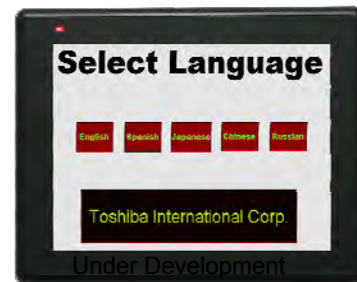 Select Language
English Spanish Japanese Chinese Russian
Toshiba International Corp.
Under Development